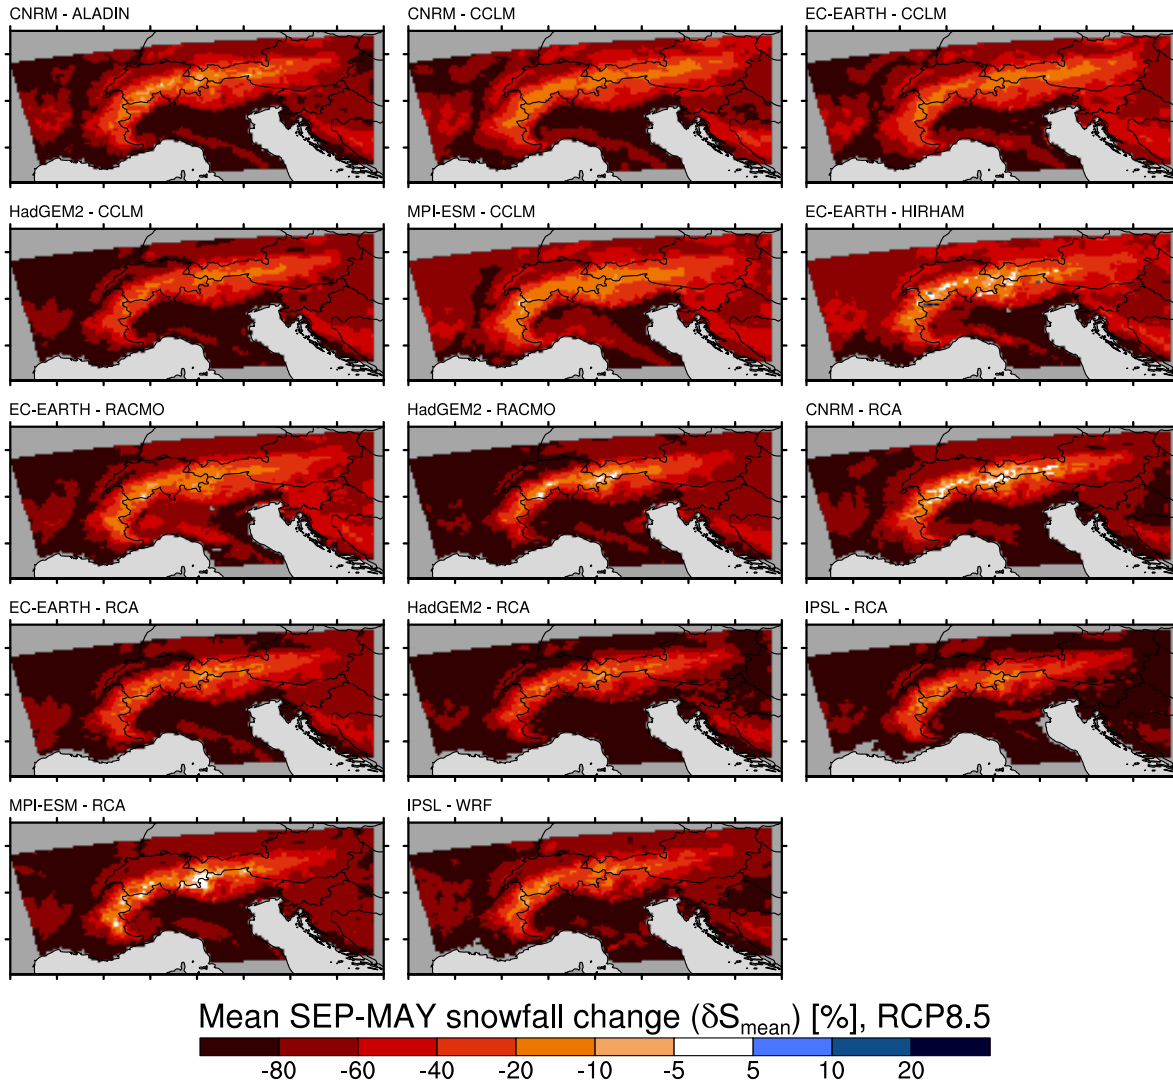 CNRM - ALADIN
CNRM - CCLM
EC-EARTH - CCLM
HadGEM2 - CCLM
MPI-ESM - CCLM
EC-EARTH - HIRHAM
EC-EARTH - RACMO
HadGEM2 - RACMO
CNRM - RCA
EC-EARTH - RCA
HadGEM2 - RCA
IPSL - RCA
MPI-ESM - RCA
IPSL - WRF
Mean SEP-MAY snowfall change (δS_mean) [%], RCP8.5
-80 -60 -40 -20 -10 -5 5 10 20